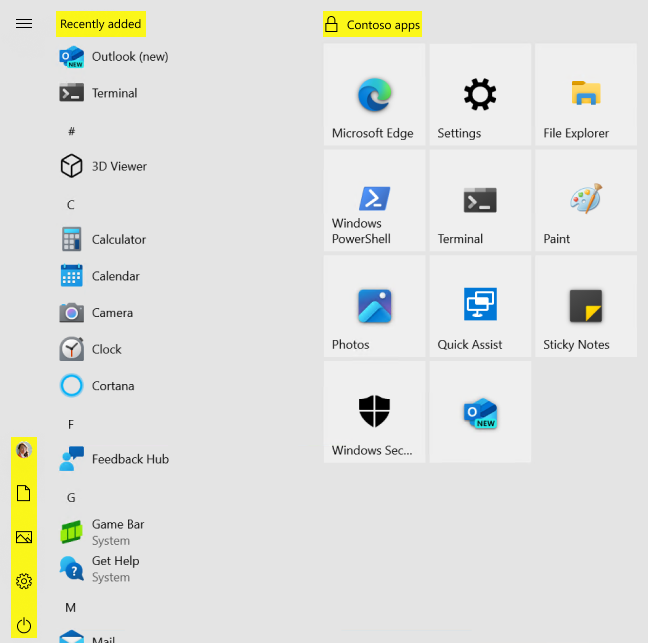 Recently added
Outlook (new)
Terminal
#
3D Viewer
C
Calculator
Calendar
Camera
Clock
Cortana
F
Feedback Hub
G
Game Bar
System
Get Help
System
M
Mail
Contoso apps
Microsoft Edge
Settings
File Explorer
Windows
PowerShell
Terminal
Paint
Photos
Quick Assist
Sticky Notes
Windows Sec...
NEW